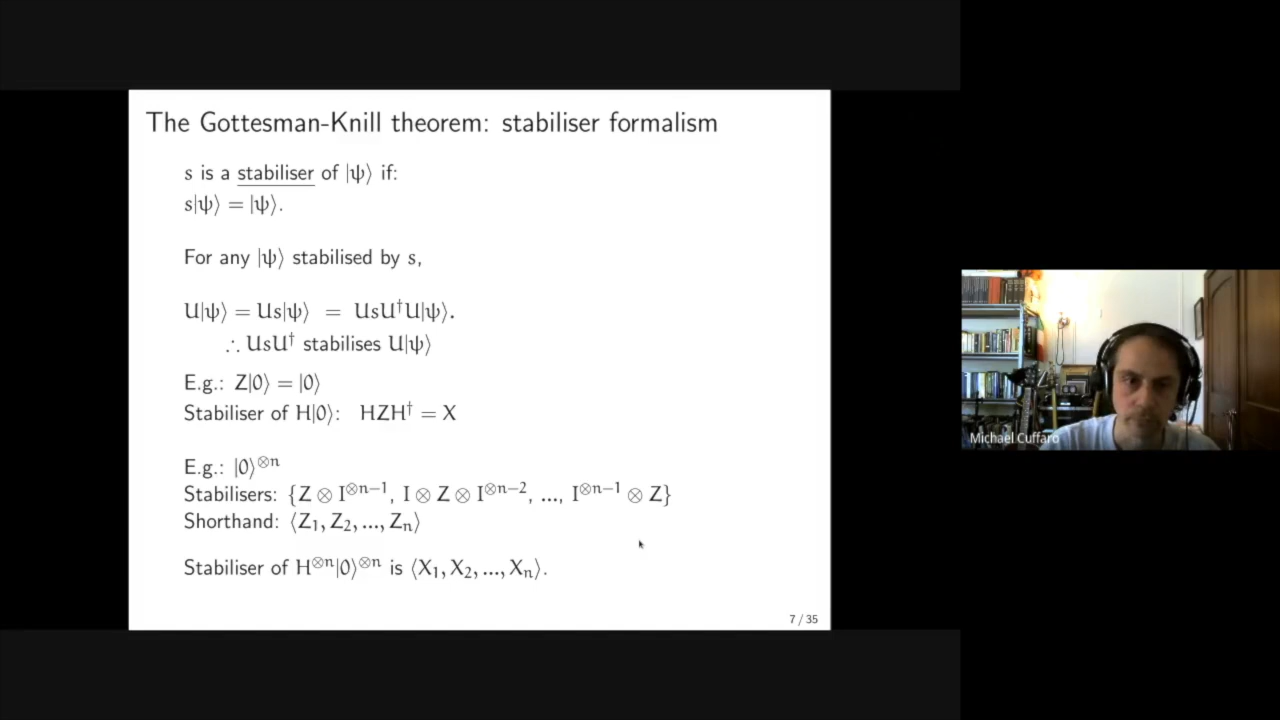 The Gottesman-Knill theorem: stabiliser formalism
s is a stabiliser of |ψ⟩ if:
s|ψ⟩ = |ψ⟩.
For any |ψ⟩ stabilised by s,
U|ψ⟩ = Us|ψ⟩ = UsU†U|ψ⟩.
∴ UsU† stabilises U|ψ⟩
E.g.: Z|0⟩ = |0⟩
Stabiliser of H|0⟩: HZH† = X
E.g.: |0⟩⊗n
Stabilisers: {Z ⊗ I⊗n−1, I ⊗ Z ⊗ I⊗n−2, ..., I⊗n−1 ⊗ Z}
Shorthand: ⟨Z₁, Z₂, ..., Zₙ⟩
Stabiliser of H⊗n|0⟩⊗n is ⟨X₁, X₂, ..., Xₙ⟩.
7 / 35
Michael Cuffaro